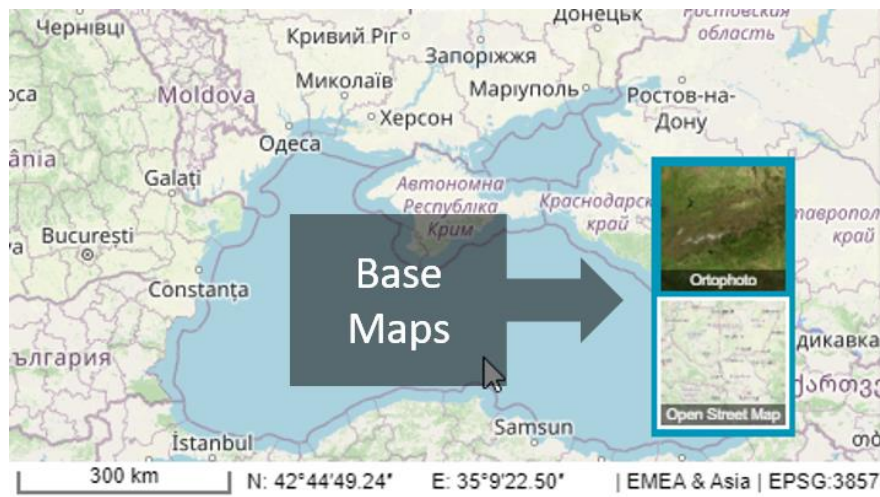 Чернівці
Донецьк
Ростовская
область
Кривий Ріг
Запоріжжя
Миколаїв
Маріуполь
Moldova
Ростов-на-
Дону
Херсон
Одеса
Galați
Автономна
Республіка
Крим
București
Constanța
Base
Maps
Ortophoto
Open Street Map
İstanbul
Samsun
300 km
N: 42°44'49.24"
E: 35°9'22.50"
| EMEA & Asia | EPSG:3857